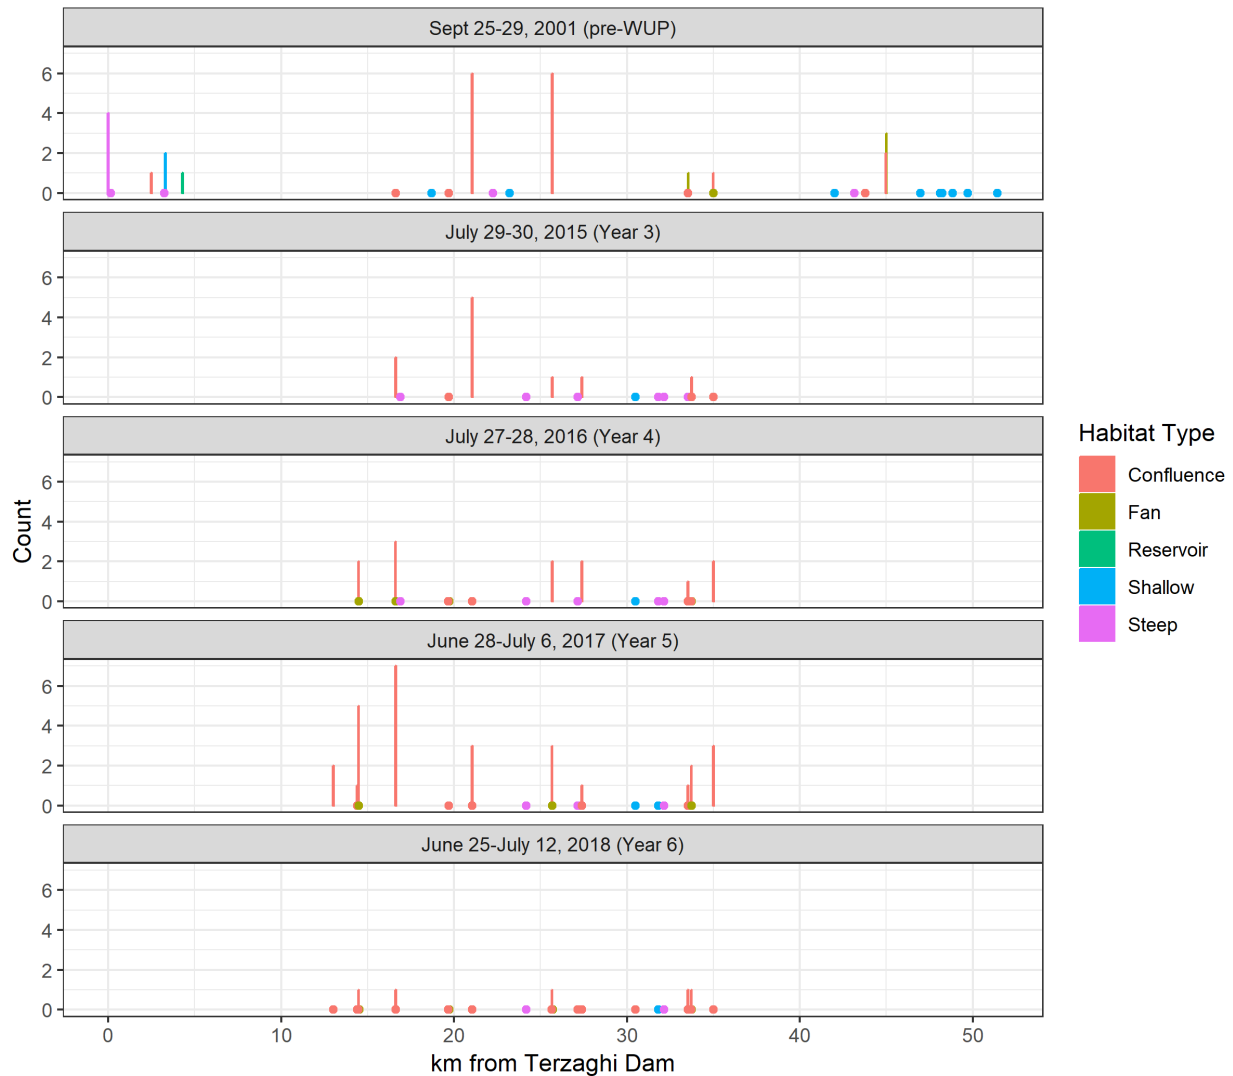 Sept 25-29, 2001 (pre-WUP)
6
4
2
0
July 29-30, 2015 (Year 3)
6
4
2
0
July 27-28, 2016 (Year 4)
6
4
2
0
June 28-July 6, 2017 (Year 5)
6
4
2
0
June 25-July 12, 2018 (Year 6)
6
4
2
0
0 10 20 30 40 50
km from Terzaghi Dam
Count
Habitat Type
Confluence
Fan
Reservoir
Shallow
Steep